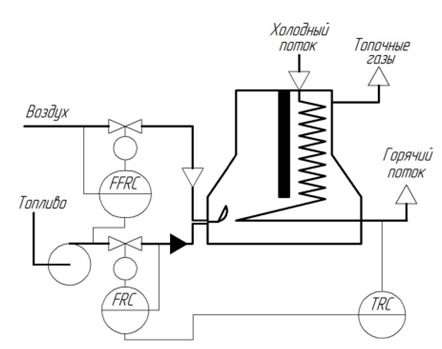 Холодный
поток
Топочные
газы
Воздух
Горячий
поток
FFRC
Топливо
FRC
TRC